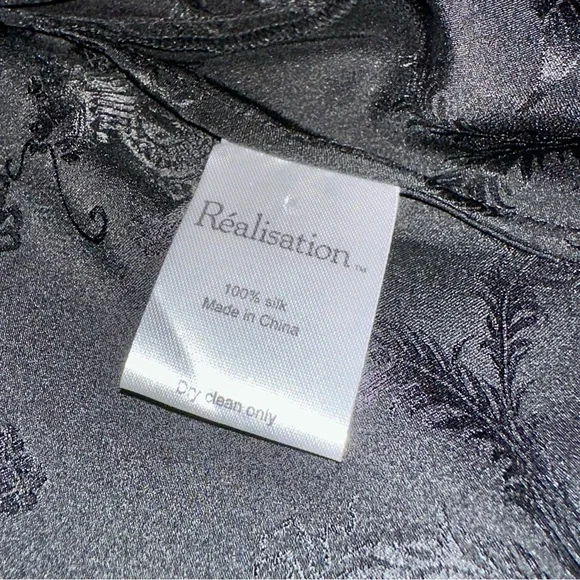 Réalisation™
100% silk
Made in China
Dry clean only